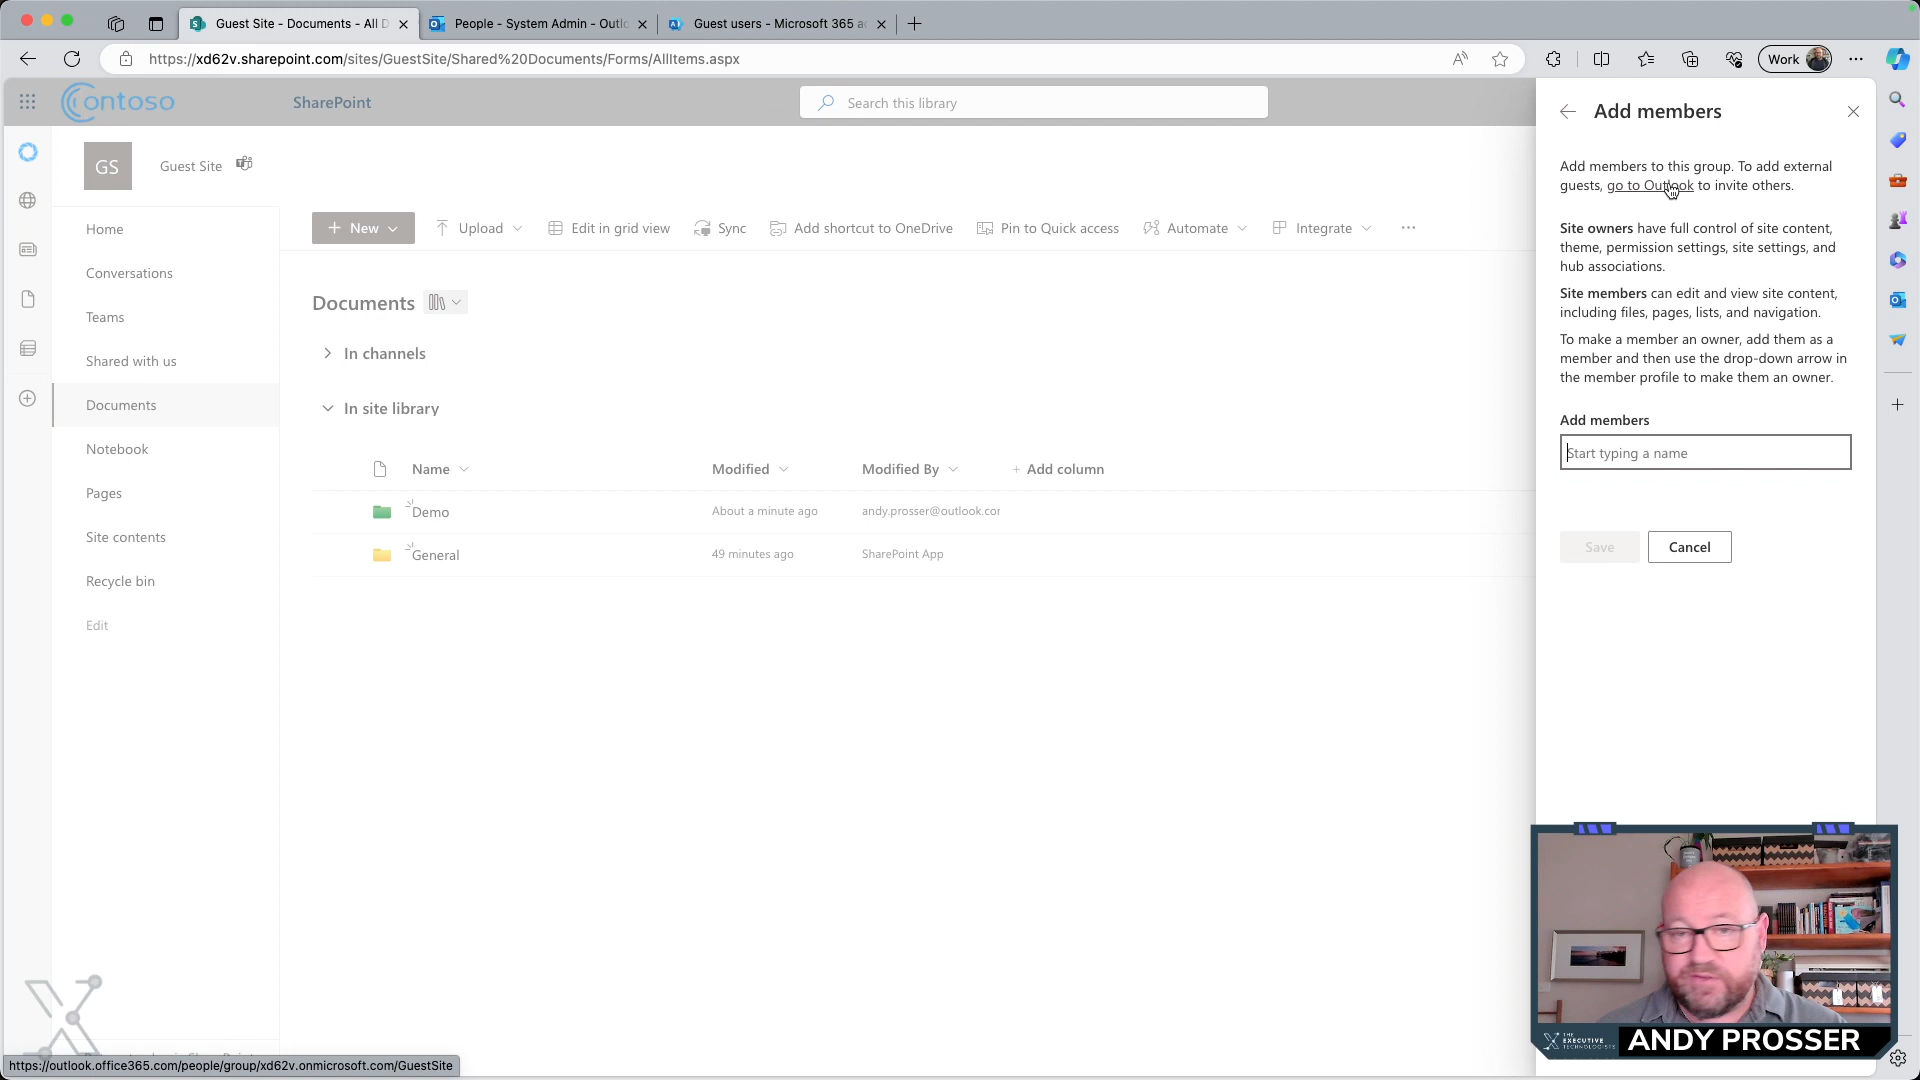 Guest Site - Documents - All D
People - System Admin - Outlo
Guest users - Microsoft 365 a
https://xd62v.sharepoint.com/sites/GuestSite/Shared%20Documents/Forms/AllItems.aspx
Work
Contoso
SharePoint
Search this library
Add members
Add members to this group. To add external
guests, go to Outlook to invite others.
Site owners have full control of site content,
theme, permission settings, site settings, and
hub associations.
Site members can edit and view site content,
including files, pages, lists, and navigation.
To make a member an owner, add them as a
member and then use the drop-down arrow in
the member profile to make them an owner.
Add members
Start typing a name
Save
Cancel
GS
Guest Site
Home
Conversations
Teams
Shared with us
Documents
Notebook
Pages
Site contents
Recycle bin
Edit
New
Upload
Edit in grid view
Sync
Add shortcut to OneDrive
Pin to Quick access
Automate
Integrate
Documents
In channels
In site library
Name
Modified
Modified By
Add column
Demo
About a minute ago
andy.prosser@outlook.com
General
49 minutes ago
SharePoint App
THE
EXECUTIVE
TECHNOLOGISTS
ANDY PROSSER
https://outlook.office365.com/people/group/xd62v.onmicrosoft.com/GuestSite